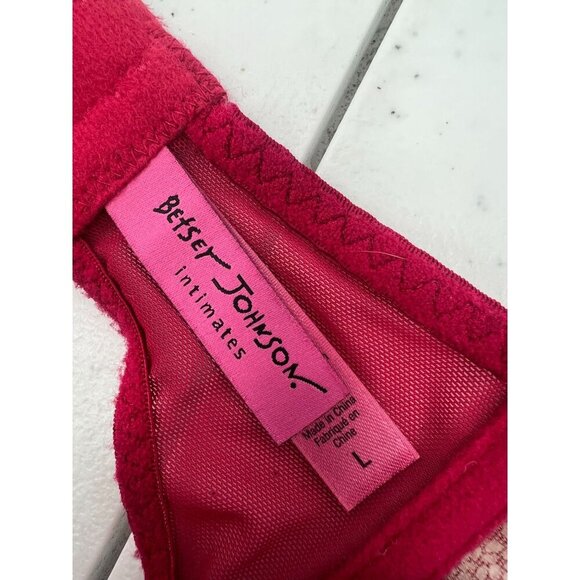 BETSEY JOHNSON.
intimates
Made in China
Fabriqué en
Chine
L